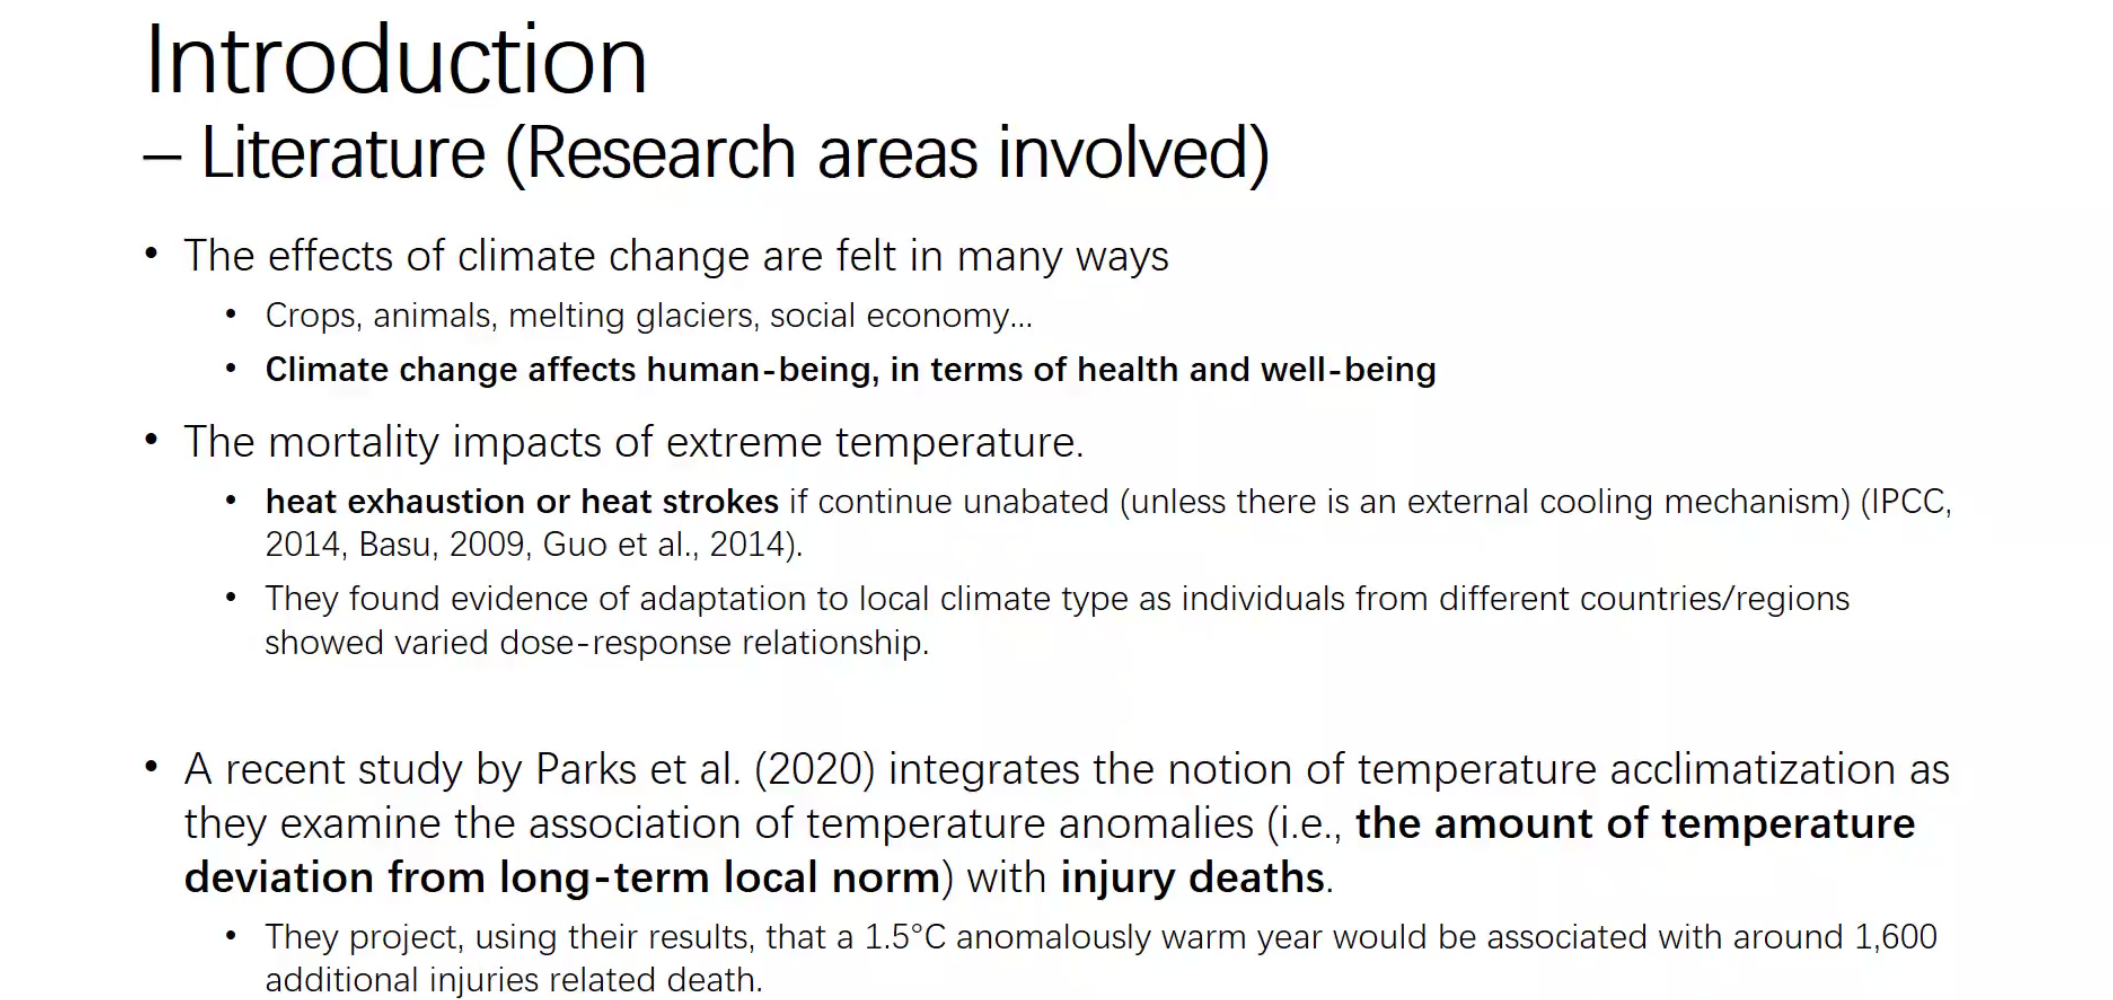 Introduction
– Literature (Research areas involved)
• The effects of climate change are felt in many ways
• Crops, animals, melting glaciers, social economy...
• Climate change affects human-being, in terms of health and well-being
• The mortality impacts of extreme temperature.
• heat exhaustion or heat strokes if continue unabated (unless there is an external cooling mechanism) (IPCC,
2014, Basu, 2009, Guo et al., 2014).
• They found evidence of adaptation to local climate type as individuals from different countries/regions
showed varied dose-response relationship.
• A recent study by Parks et al. (2020) integrates the notion of temperature acclimatization as
they examine the association of temperature anomalies (i.e., the amount of temperature
deviation from long-term local norm) with injury deaths.
• They project, using their results, that a 1.5°C anomalously warm year would be associated with around 1,600
additional injuries related death.